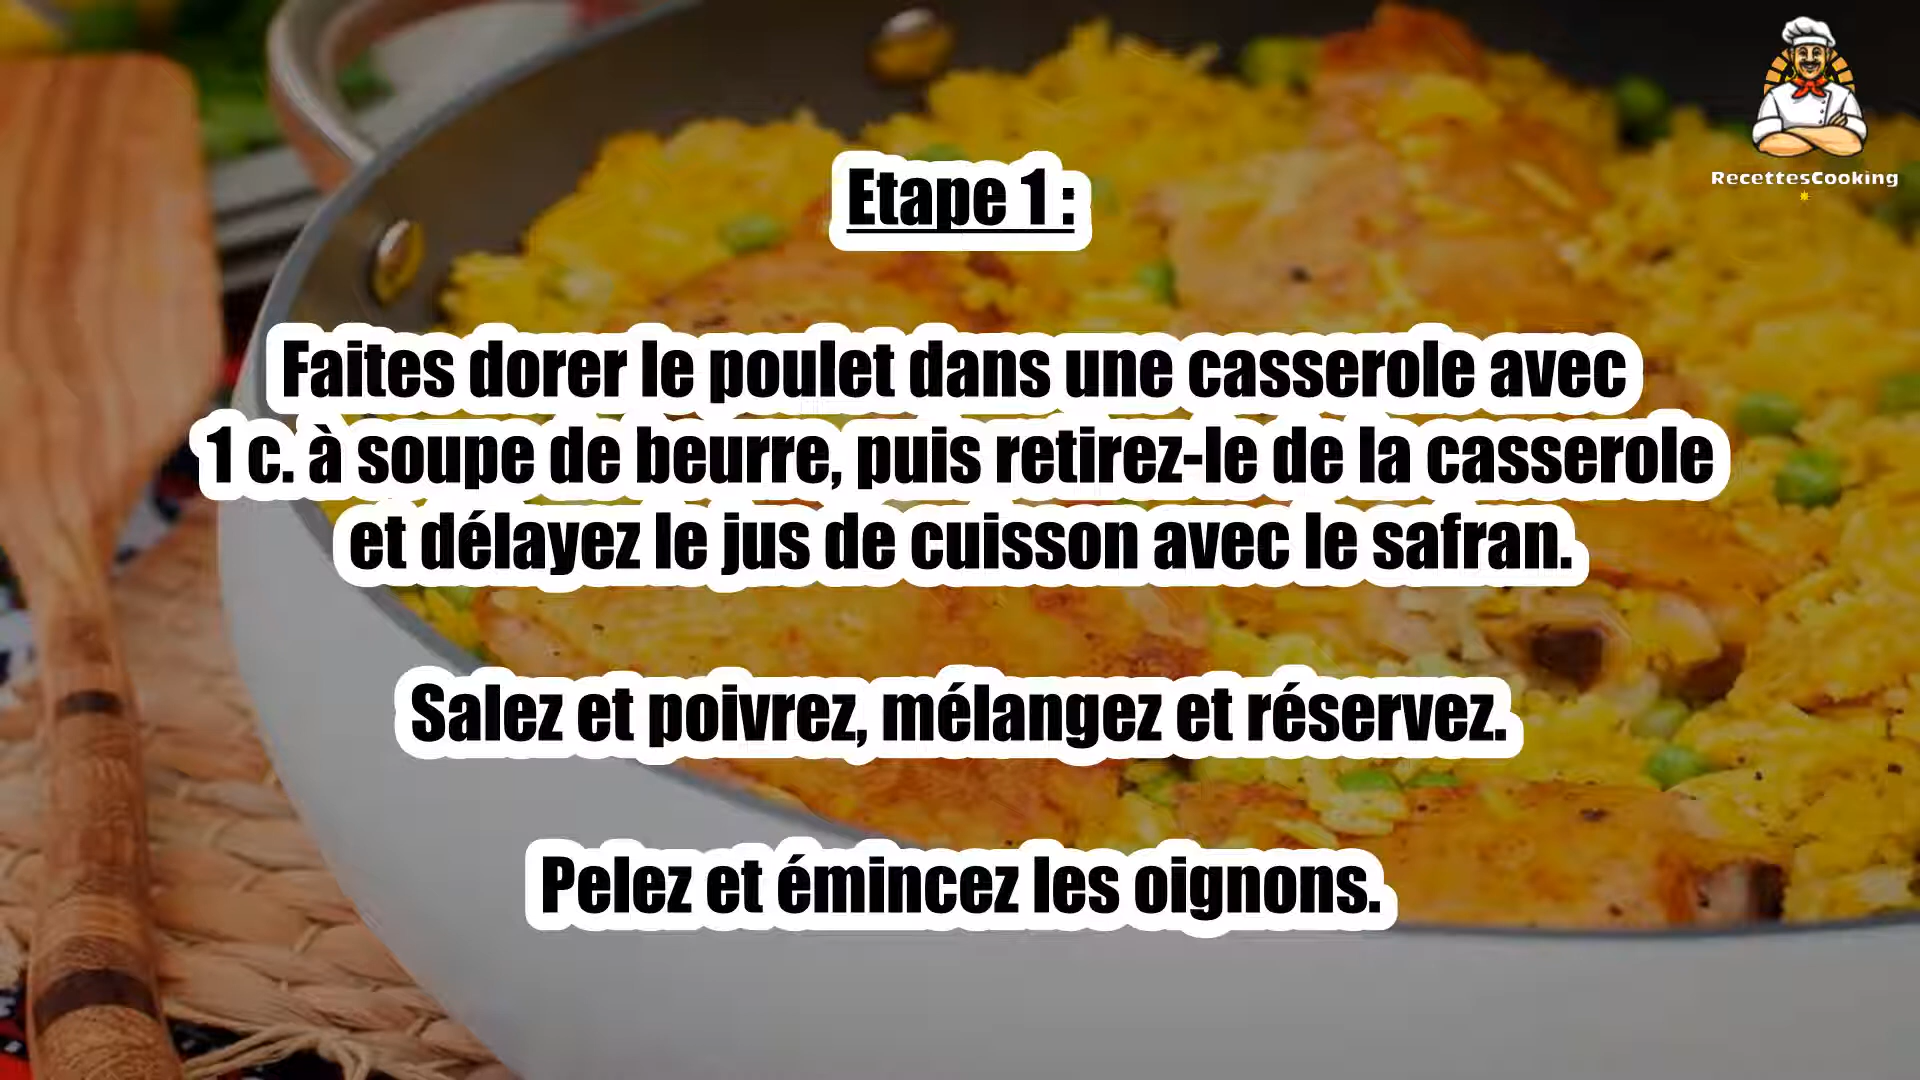 RecettesCooking
Etape 1 :
Faites dorer le poulet dans une casserole avec
1 c. à soupe de beurre, puis retirez-le de la casserole
et délayez le jus de cuisson avec le safran.
Salez et poivrez, mélangez et réservez.
Pelez et émincez les oignons.